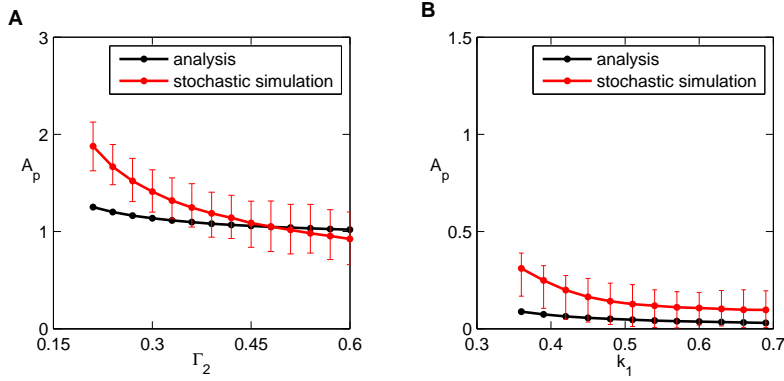 A
3
analysis
stochastic simulation
2
A_p
1
0
0.15
0.3
0.45
0.6
Γ_2
B
1.5
analysis
stochastic simulation
1
A_p
0.5
0
0.3
0.4
0.5
0.6
0.7
k_1